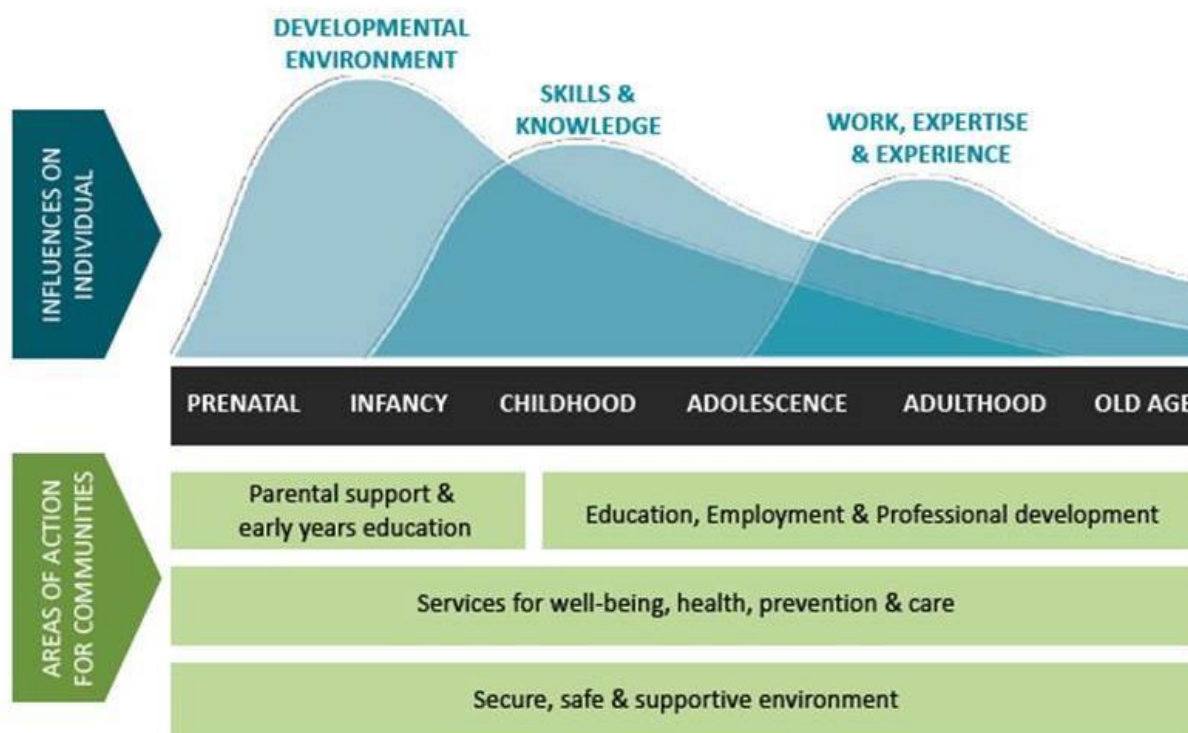 DEVELOPMENTAL
ENVIRONMENT
SKILLS &
KNOWLEDGE
WORK, EXPERTISE
& EXPERIENCE
INFLUENCES ON
INDIVIDUAL
PRENATAL INFANCY CHILDHOOD ADOLESCENCE ADULTHOOD OLD AGE
AREAS OF ACTION
FOR COMMUNITIES
Parental support &
early years education
Education, Employment & Professional development
Services for well-being, health, prevention & care
Secure, safe & supportive environment